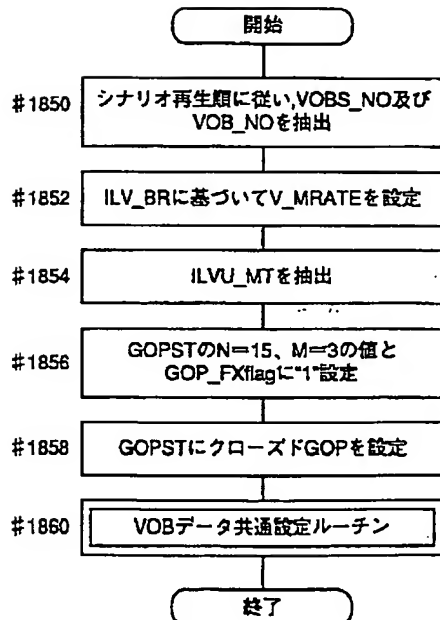 開始
#1850
シナリオ再生順に従い,VOBS_NO及び
VOB_NOを抽出
#1852
ILV_BRに基づいてV_MRATEを設定
#1854
ILVU_MTを抽出
#1856
GOPSTのN=15、M=3の値と
GOP_FXflagに"1"設定
#1858
GOPSTにクローズドGOPを設定
#1860
VOBデータ共通設定ルーチン
終了